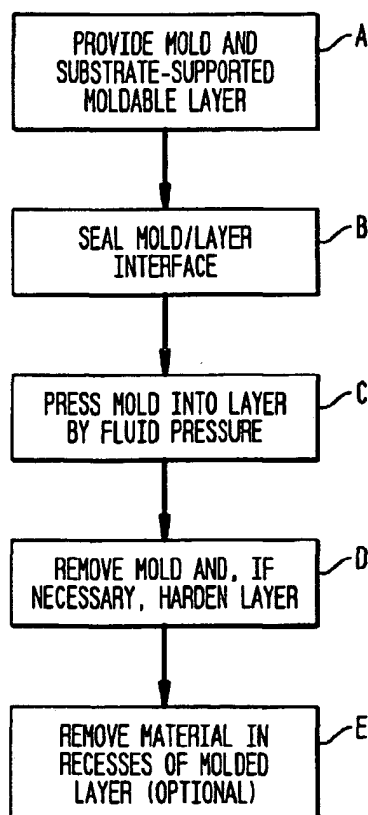 PROVIDE MOLD AND
SUBSTRATE-SUPPORTED
MOLDABLE LAYER
A
SEAL MOLD/LAYER
INTERFACE
B
PRESS MOLD INTO LAYER
BY FLUID PRESSURE
C
REMOVE MOLD AND, IF
NECESSARY, HARDEN LAYER
D
REMOVE MATERIAL IN
RECESSES OF MOLDED
LAYER (OPTIONAL)
E